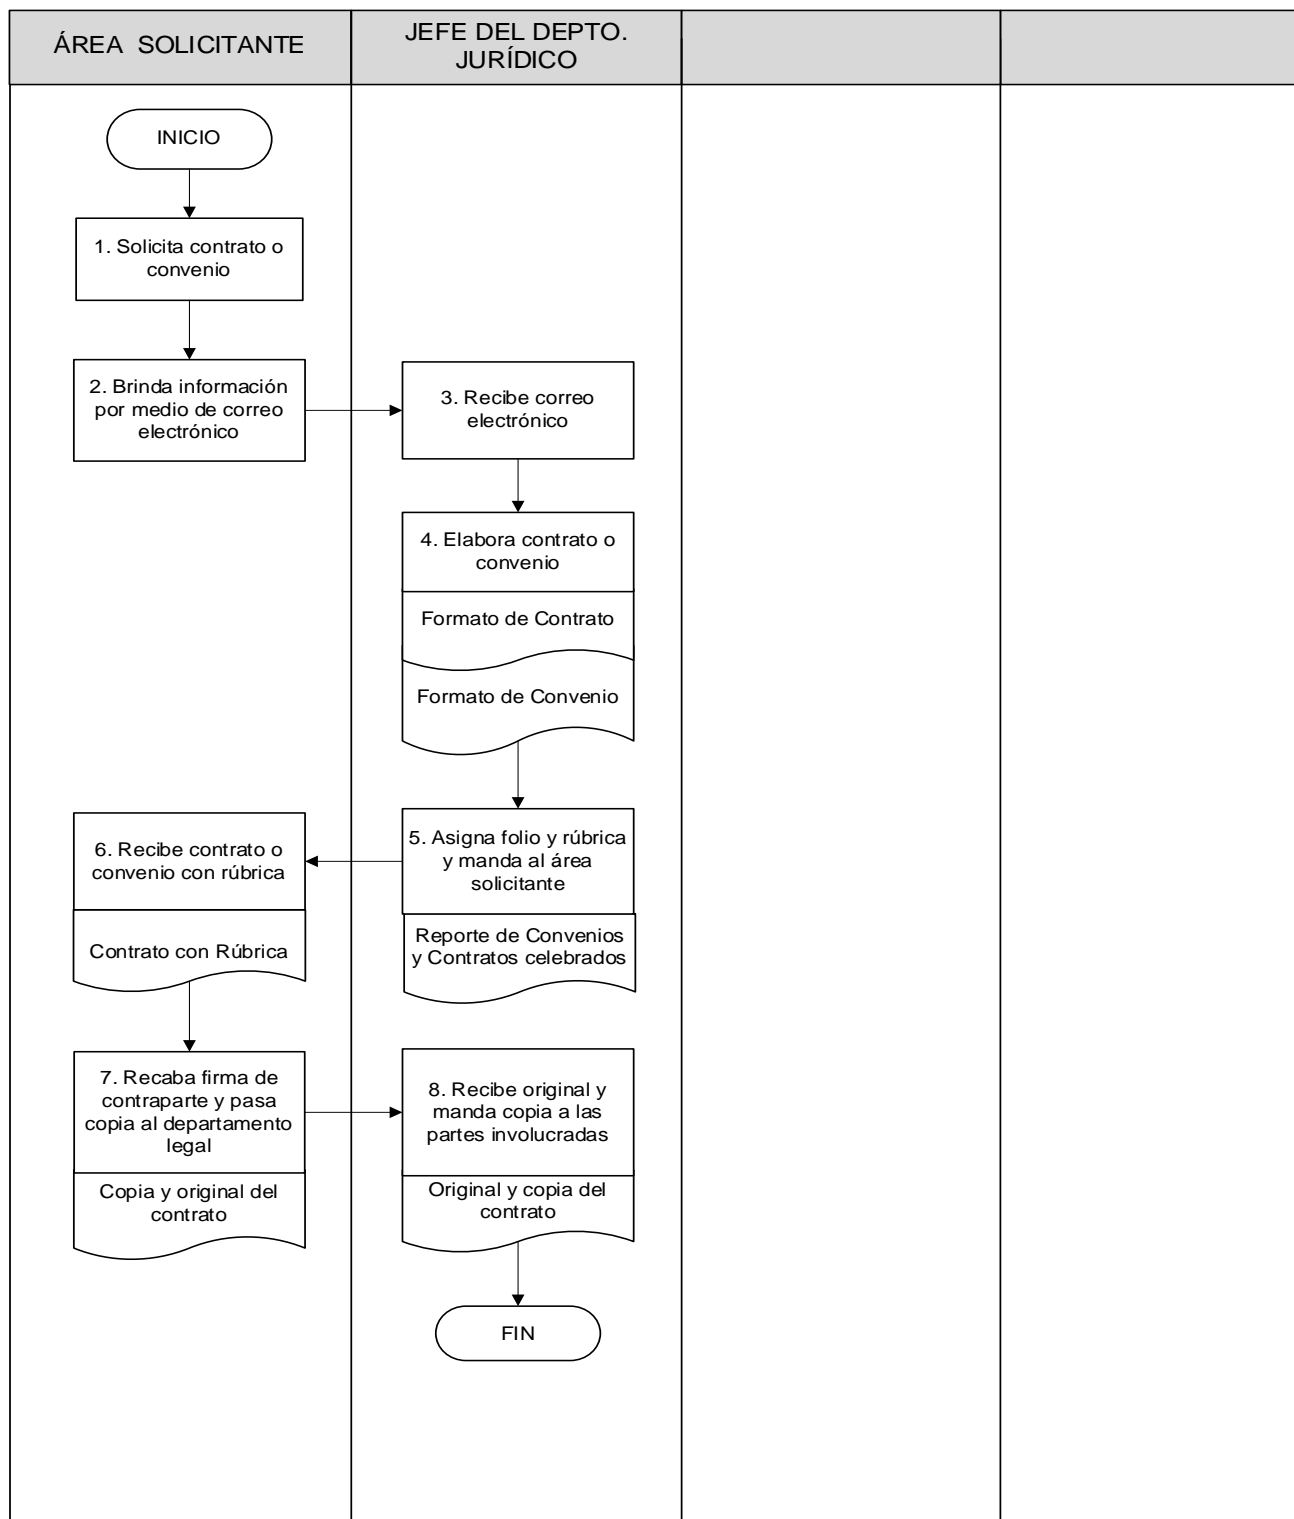 ÁREA SOLICITANTE
JEFE DEL DEPTO.
JURÍDICO
INICIO
1. Solicita contrato o
convenio
2. Brinda información
por medio de correo
electrónico
3. Recibe correo
electrónico
4. Elabora contrato o
convenio
Formato de Contrato
Formato de Convenio
5. Asigna folio y rúbrica
y manda al área
solicitante
Reporte de Convenios
y Contratos celebrados
6. Recibe contrato o
convenio con rúbrica
Contrato con Rúbrica
7. Recaba firma de
contraparte y pasa
copia al departamento
legal
Copia y original del
contrato
8. Recibe original y
manda copia a las
partes involucradas
Original y copia del
contrato
FIN